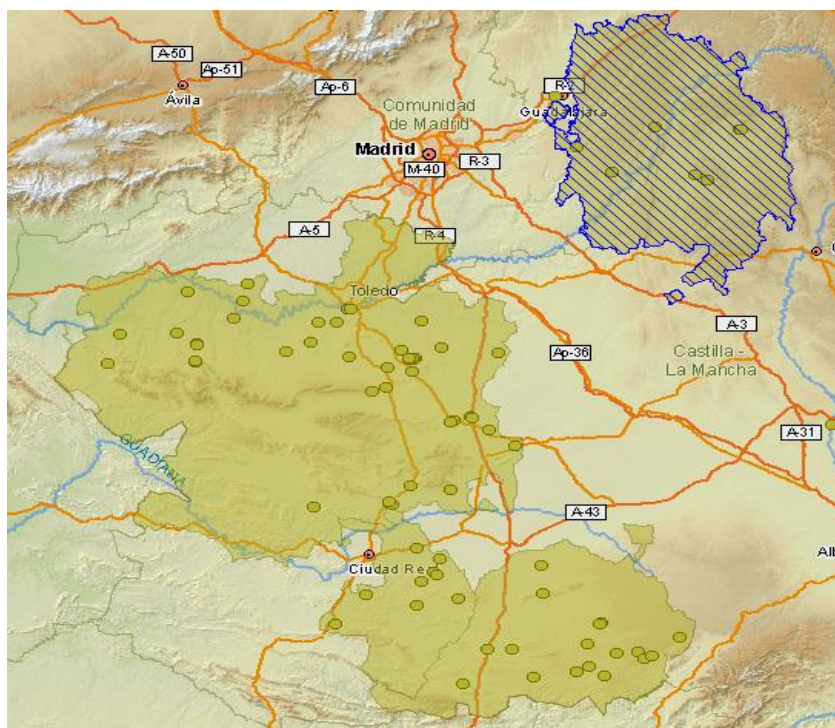 A-50
Ap-51
Ávila
Ap-6
Comunidad
de Madrid
R-2
Guadalajara
Madrid
R-3
M-40
A-5
R-4
Toledo
A-3
Ap-36
Castilla -
La Mancha
A-31
GUADIANA
A-43
Ciudad Re
Alb